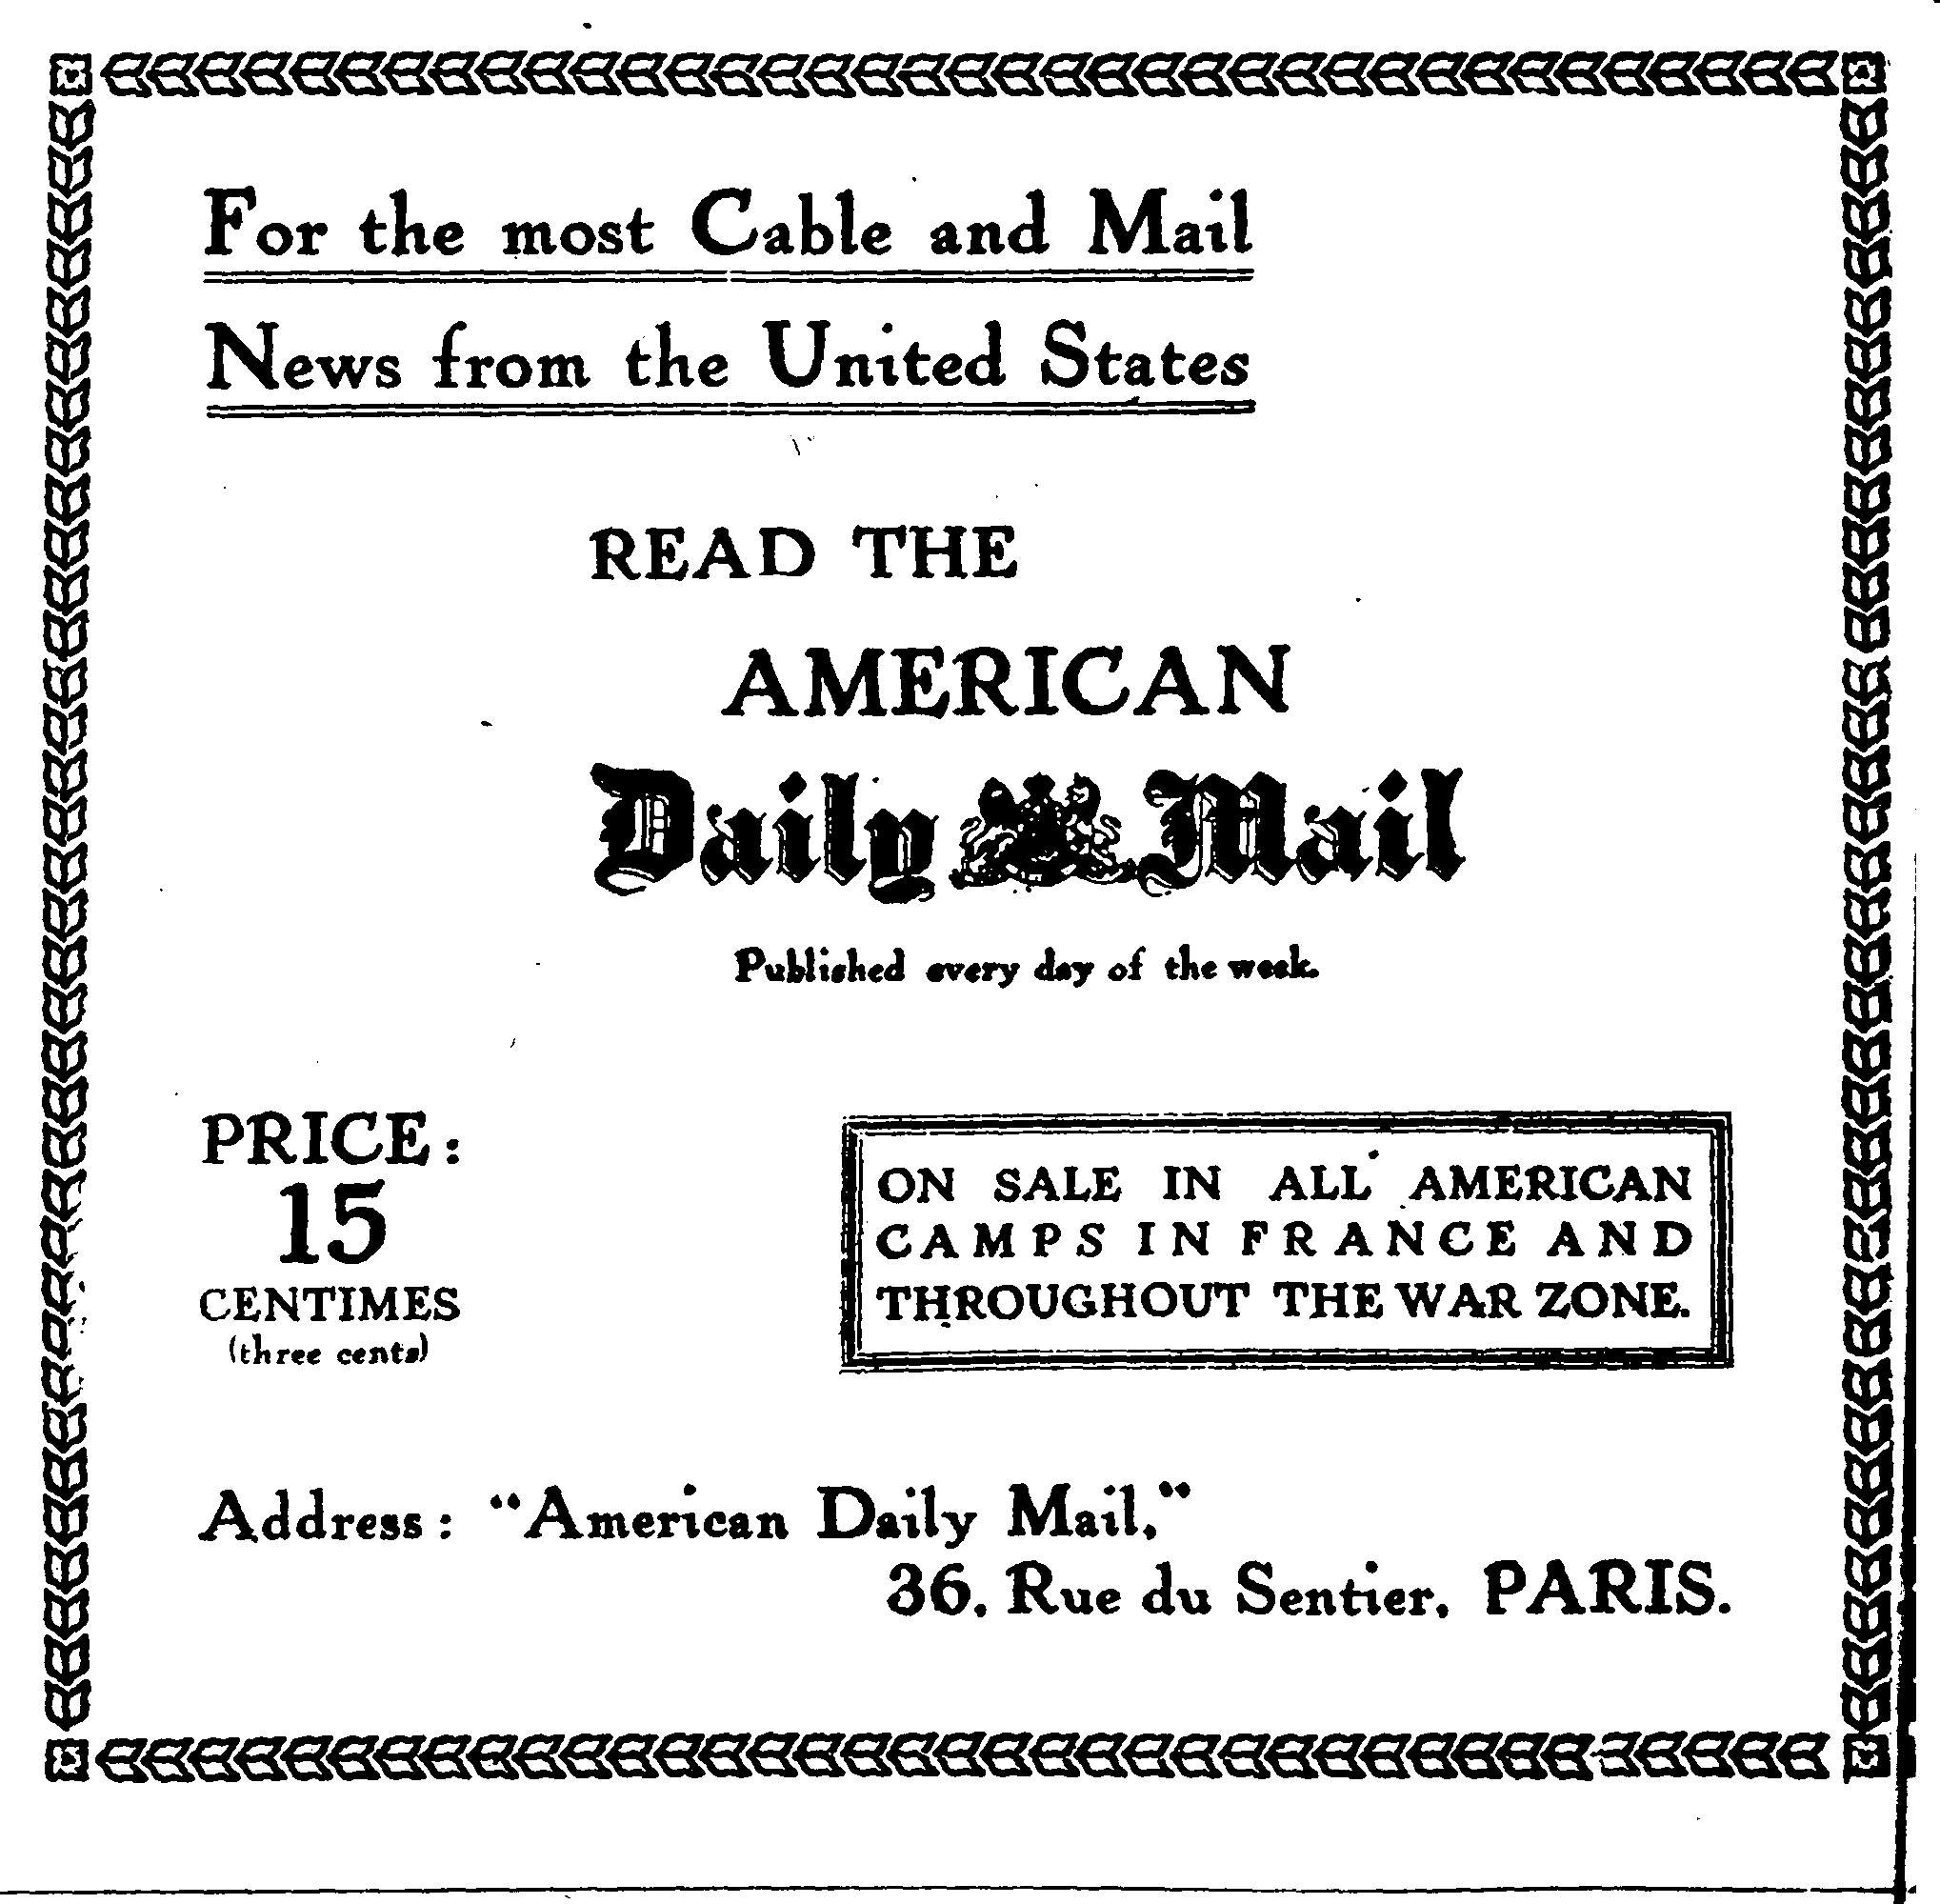 For the most Cable and Mail
News from the United States
READ THE
AMERICAN
Daily Mail
Published every day of the week.
PRICE:
15
CENTIMES
(three cents)
ON SALE IN ALL AMERICAN
CAMPS IN FRANCE AND
THROUGHOUT THE WAR ZONE.
Address: "American Daily Mail,"
36, Rue du Sentier, PARIS.